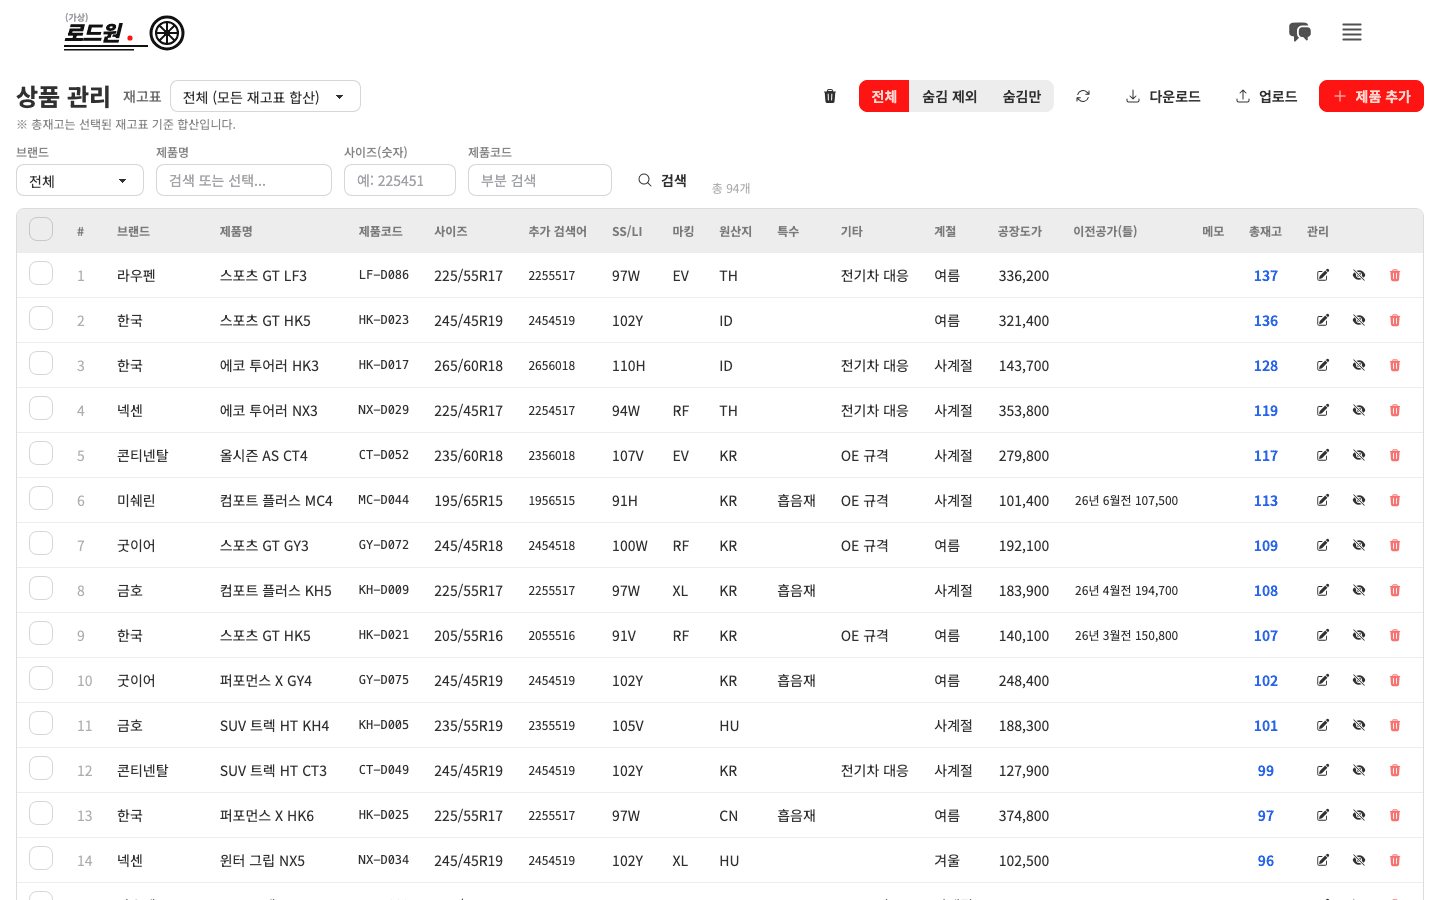 (가상)
로드원
상품 관리 재고표 전체 (모든 재고표 합산) 전체 숨김 제외 숨김만 다운로드 업로드 제품 추가
※ 총재고는 선택된 재고표 기준 합산입니다.
브랜드 제품명 사이즈(숫자) 제품코드
전체 검색 또는 선택... 예: 225451 부분 검색 검색 총 94개
# 브랜드 제품명 제품코드 사이즈 추가 검색어 SS/LI 마킹 원산지 특수 기타 계절 공장도가 이전공가(들) 메모 총재고 관리
1 라우펜 스포츠 GT LF3 LF-D086 225/55R17 2255517 97W EV TH 전기차 대응 여름 336,200 137
2 한국 스포츠 GT HK5 HK-D023 245/45R19 2454519 102Y ID 여름 321,400 136
3 한국 에코 투어러 HK3 HK-D017 265/60R18 2656018 110H ID 전기차 대응 사계절 143,700 128
4 넥센 에코 투어러 NX3 NX-D029 225/45R17 2254517 94W RF TH 전기차 대응 사계절 353,800 119
5 콘티넨탈 올시즌 AS CT4 CT-D052 235/60R18 2356018 107V EV KR OE 규격 사계절 279,800 117
6 미쉐린 컴포트 플러스 MC4 MC-D044 195/65R15 1956515 91H KR 흡음재 OE 규격 사계절 101,400 26년 6월전 107,500 113
7 굿이어 스포츠 GT GY3 GY-D072 245/45R18 2454518 100W RF KR OE 규격 여름 192,100 109
8 금호 컴포트 플러스 KH5 KH-D009 225/55R17 2255517 97W XL KR 흡음재 사계절 183,900 26년 4월전 194,700 108
9 한국 스포츠 GT HK5 HK-D021 205/55R16 2055516 91V RF KR OE 규격 여름 140,100 26년 3월전 150,800 107
10 굿이어 퍼포먼스 X GY4 GY-D075 245/45R19 2454519 102Y KR 흡음재 여름 248,400 102
11 금호 SUV 트렉 HT KH4 KH-D005 235/55R19 2355519 105V HU 사계절 188,300 101
12 콘티넨탈 SUV 트렉 HT CT3 CT-D049 245/45R19 2454519 102Y KR 전기차 대응 사계절 127,900 99
13 한국 퍼포먼스 X HK6 HK-D025 225/55R17 2255517 97W CN 흡음재 여름 374,800 97
14 넥센 윈터 그립 NX5 NX-D034 245/45R19 2454519 102Y XL HU 겨울 102,500 96